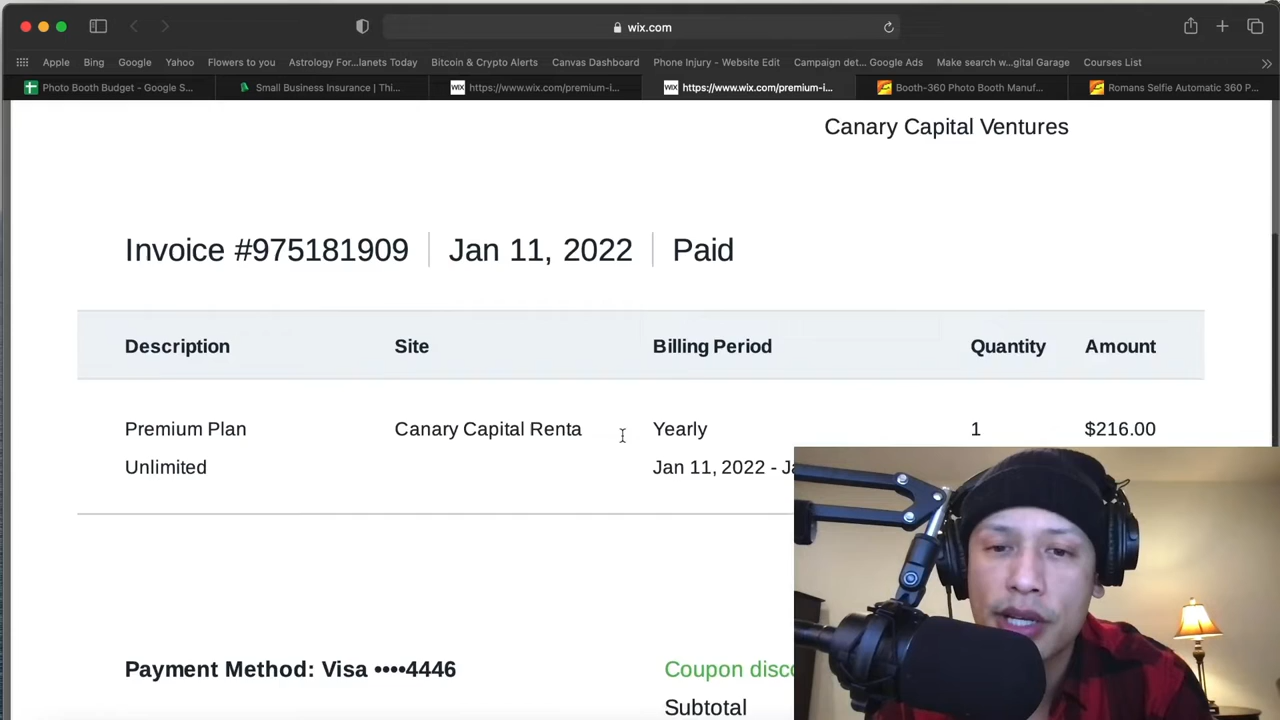 wix.com
Apple Bing Google Yahoo Flowers to you Astrology For...lanets Today Bitcoin & Crypto Alerts Canvas Dashboard Phone Injury - Website Edit Campaign det... Google Ads Make search w...gital Garage Courses List
Photo Booth Budget - Google S... Small Business Insurance | Thi... WIX https://www.wix.com/premium-i... WIX https://www.wix.com/premium-i... Booth-360 Photo Booth Manuf... Romans Selfie Automatic 360 P...
Canary Capital Ventures
Invoice #975181909 Jan 11, 2022 Paid
Description Site Billing Period Quantity Amount
Premium Plan Canary Capital Renta Yearly 1 $216.00
Unlimited Jan 11, 2022 -
Payment Method: Visa ••••4446 Coupon
Subtotal